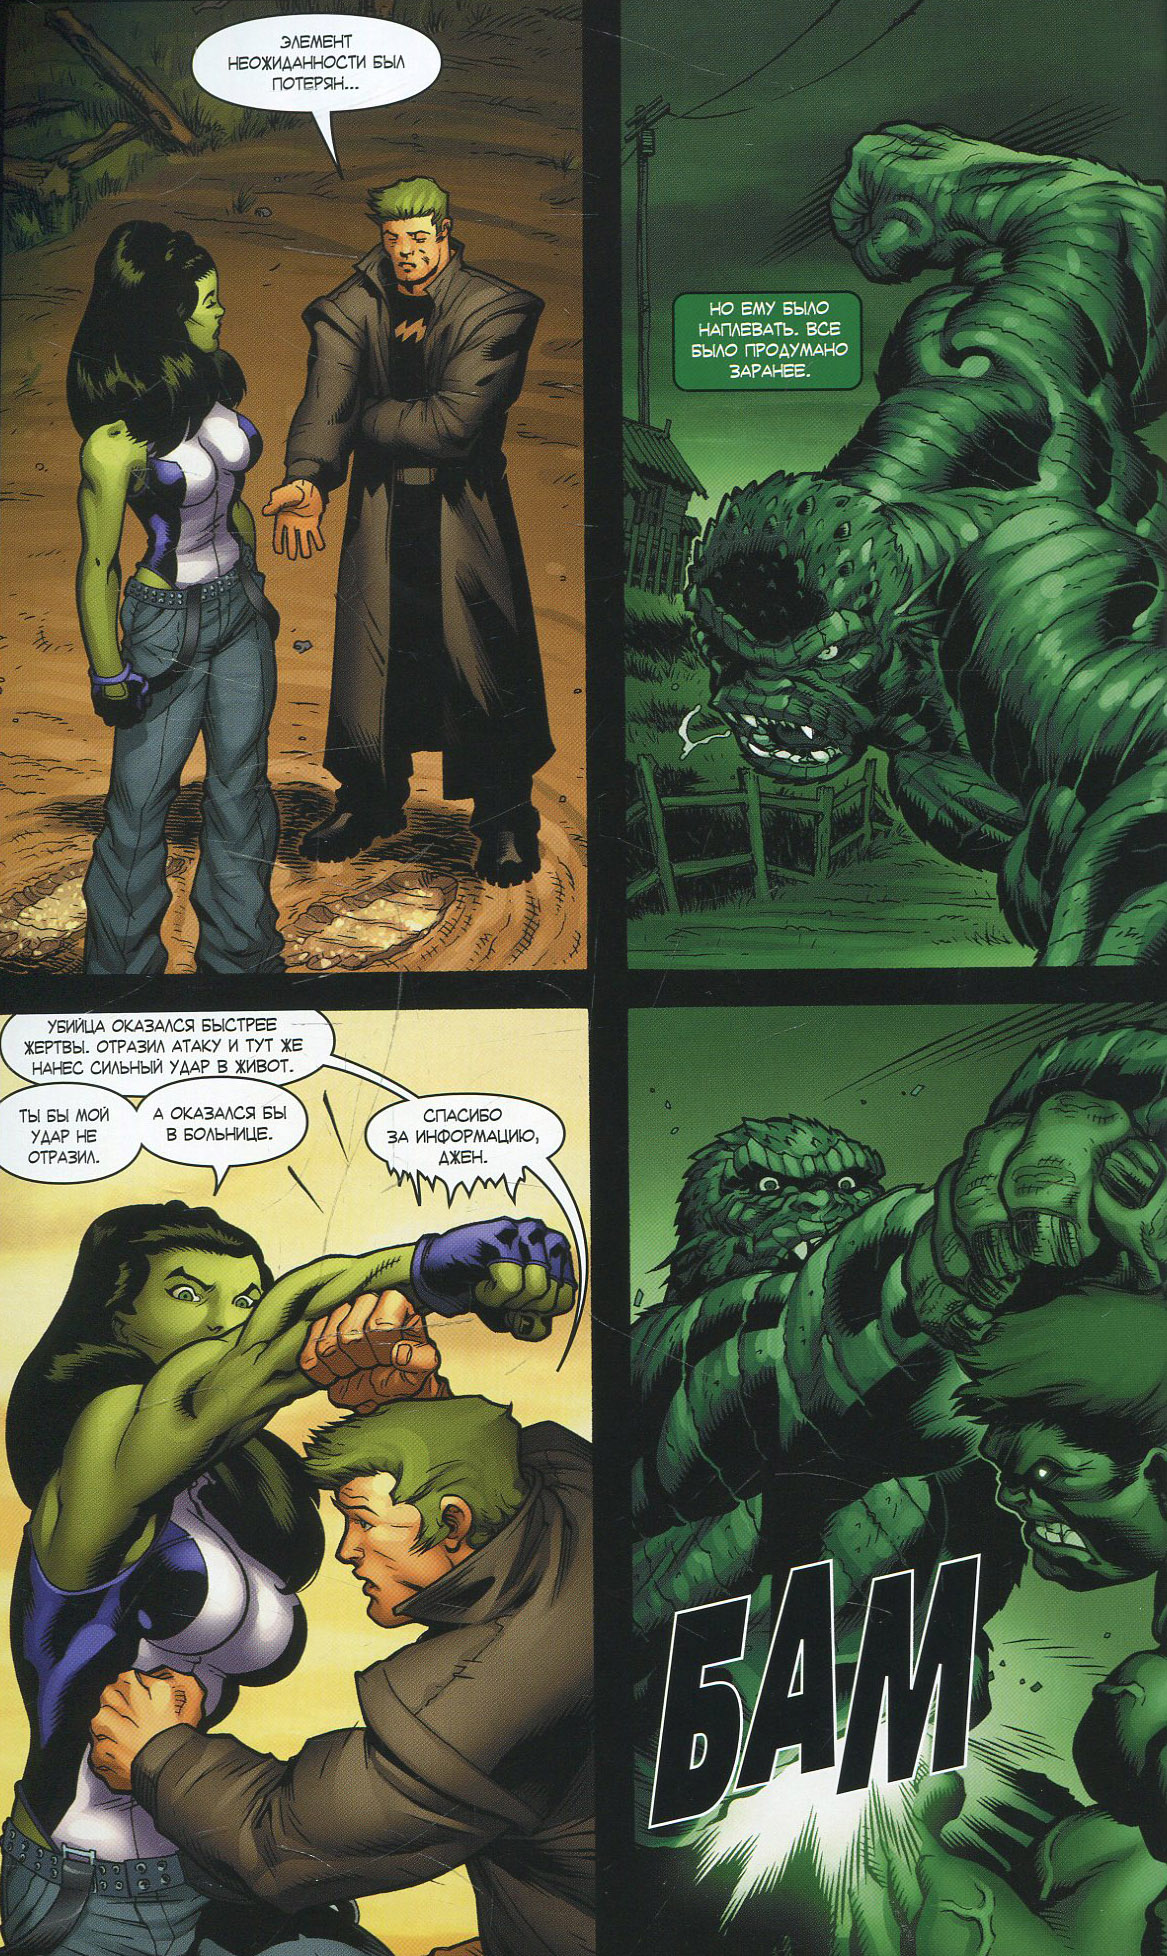 ЭЛЕМЕНТ
НЕОЖИДАННОСТИ БЫЛ
ПОТЕРЯН...
НО ЕМУ БЫЛО
НАПЛЕВАТЬ. ВСЕ
БЫЛО ПРОДУМАНО
ЗАРАНЕЕ.
УБИЙЦА ОКАЗАЛСЯ БЫСТРЕЕ
ЖЕРТВЫ. ОТРАЗИЛ АТАКУ И ТУТ ЖЕ
НАНЕС СИЛЬНЫЙ УДАР В ЖИВОТ.
ТЫ БЫ МОЙ
УДАР НЕ
ОТРАЗИЛ.
А ОКАЗАЛСЯ БЫ
В БОЛЬНИЦЕ.
СПАСИБО
ЗА ИНФОРМАЦИЮ,
ДЖЕН.
БАМ